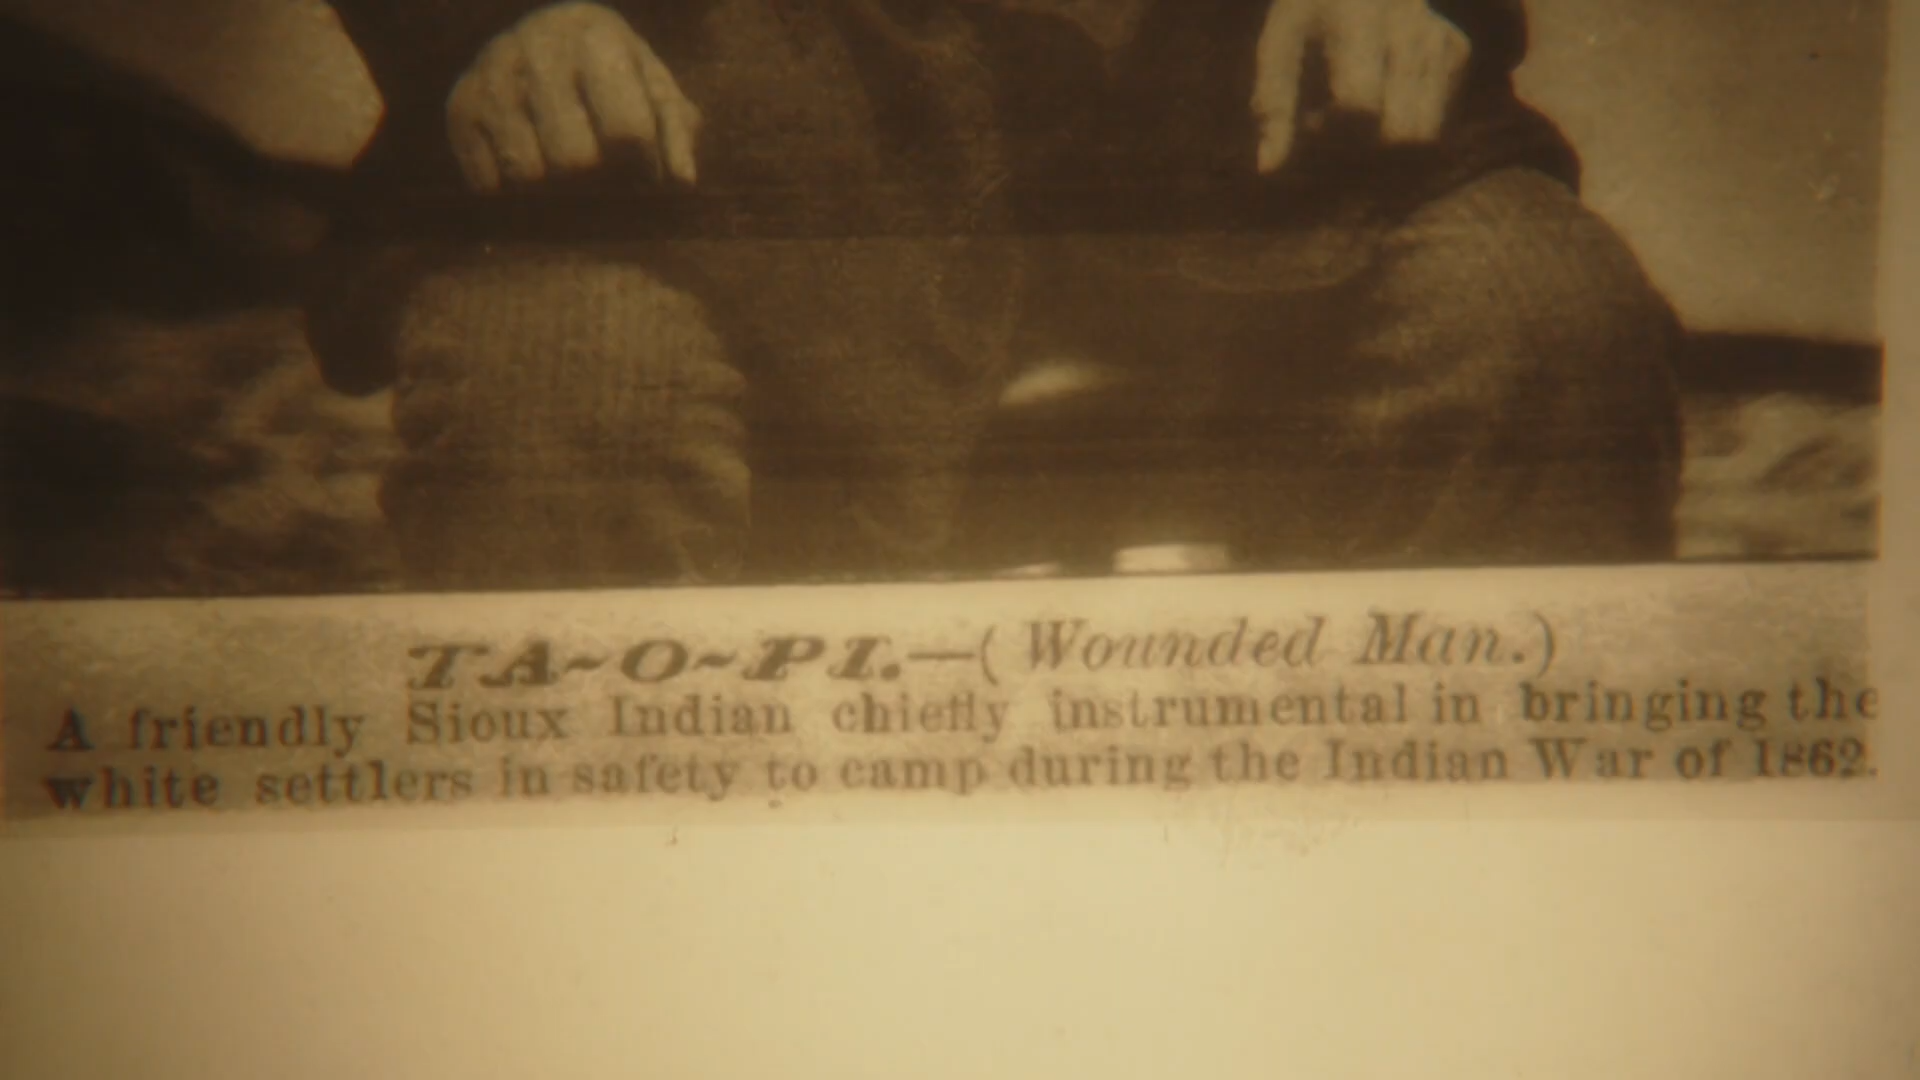 TA~O~PI.—(Wounded Man.)
A friendly Sioux Indian chiefly instrumental in bringing the
white settlers in safety to camp during the Indian War of 1862.